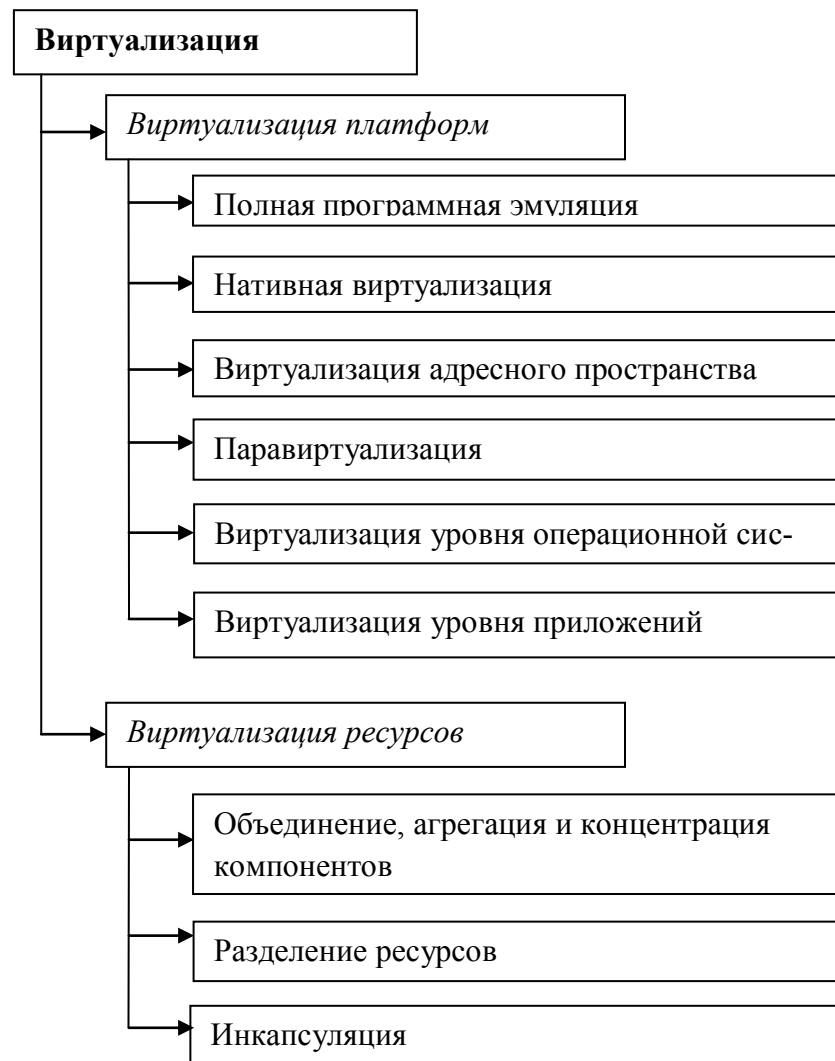 Виртуализация
Виртуализация платформ
Полная программная эмуляция
Нативная виртуализация
Виртуализация адресного пространства
Паравиртуализация
Виртуализация уровня операционной сис-
Виртуализация уровня приложений
Виртуализация ресурсов
Объединение, агрегация и концентрация
компонентов
Разделение ресурсов
Инкапсуляция